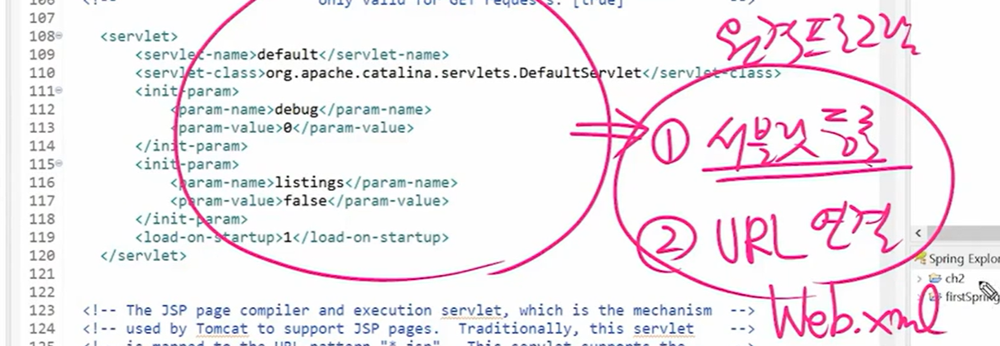 106 <!-- only valid for GET requests. [true] -->
107
108 <servlet>
109 <servlet-name>default</servlet-name>
110 <servlet-class>org.apache.catalina.servlets.DefaultServlet</servlet-class>
111 <init-param>
112 <param-name>debug</param-name>
113 <param-value>0</param-value>
114 </init-param>
115 <init-param>
116 <param-name>listings</param-name>
117 <param-value>false</param-value>
118 </init-param>
119 <load-on-startup>1</load-on-startup>
120 </servlet>
121
122
123 <!-- The JSP page compiler and execution servlet, which is the mechanism -->
124 <!-- used by Tomcat to support JSP pages. Traditionally, this servlet -->
125 <!-- is mapped to the URL pattern "*.jsp". This servlet supports the
원격프로그램
① 서블릿 등록
② URL 연결
Web.xml
Spring Explor
ch2
firstSpring